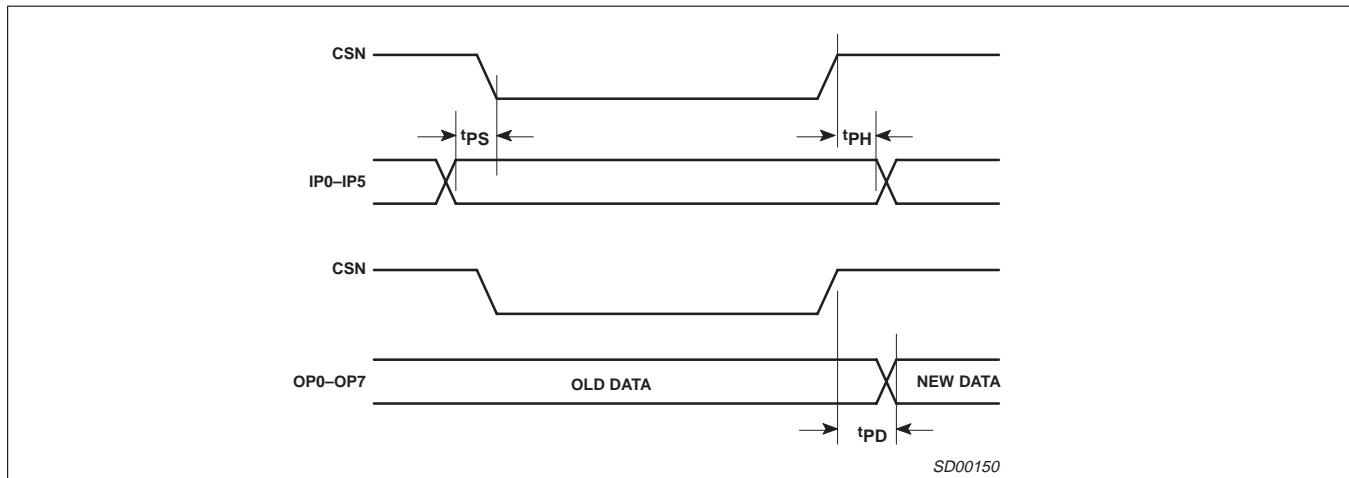 CSN
tPS
tPH
IP0–IP5
CSN
OP0–OP7 OLD DATA NEW DATA
tPD
SD00150